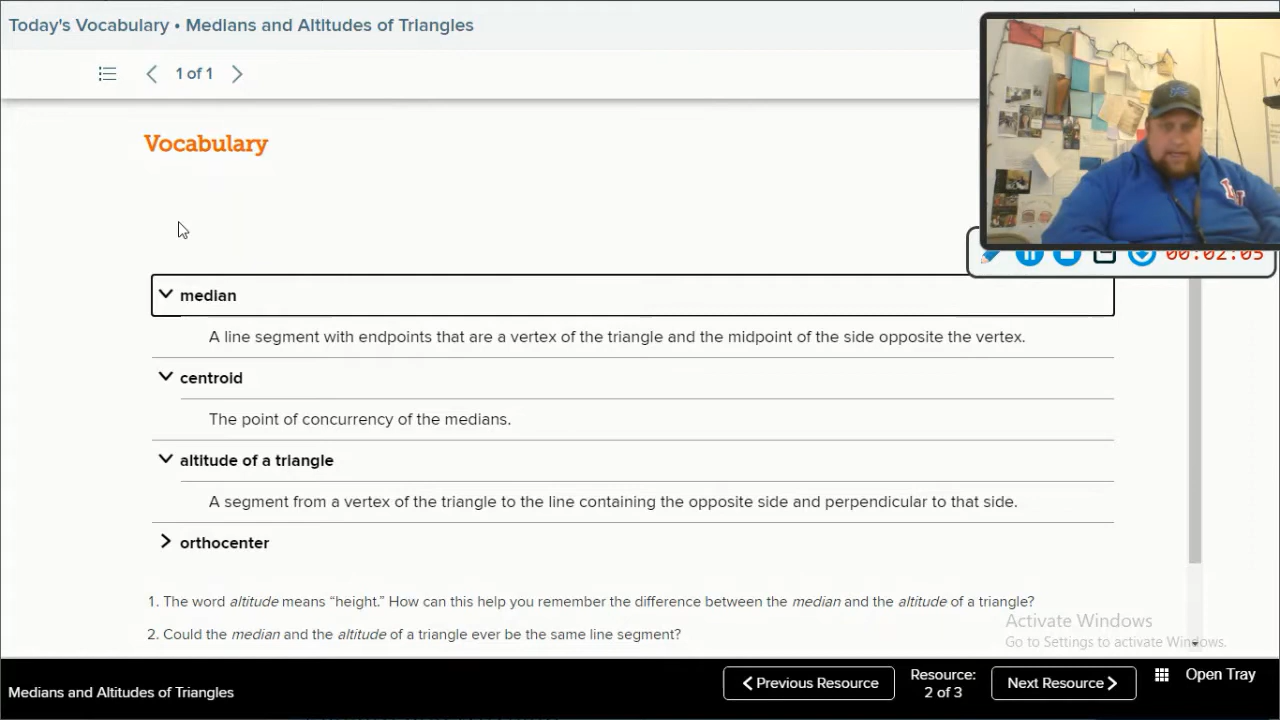 Today's Vocabulary • Medians and Altitudes of Triangles
1 of 1
Vocabulary
00:02:05
median
A line segment with endpoints that are a vertex of the triangle and the midpoint of the side opposite the vertex.
centroid
The point of concurrency of the medians.
altitude of a triangle
A segment from a vertex of the triangle to the line containing the opposite side and perpendicular to that side.
orthocenter
1. The word altitude means “height.” How can this help you remember the difference between the median and the altitude of a triangle?
2. Could the median and the altitude of a triangle ever be the same line segment?
Activate Windows
Go to Settings to activate Windows.
Medians and Altitudes of Triangles
Previous Resource
Resource:
2 of 3
Next Resource
Open Tray